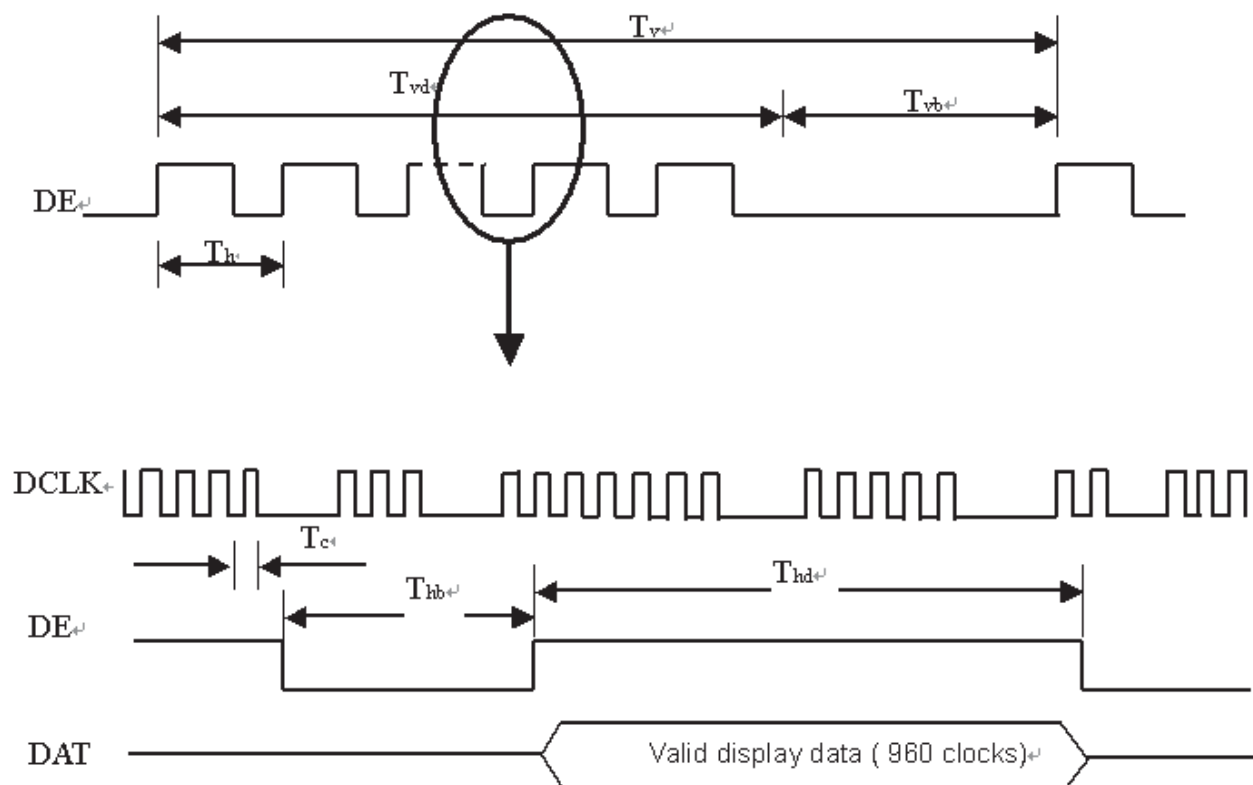 Tv↵
Tvd
Tvb↵
DE↵
Th
DCLK↵
Tc
Thb↵
Thd↵
DE↵
DAT
Valid display data ( 960 clocks)↵